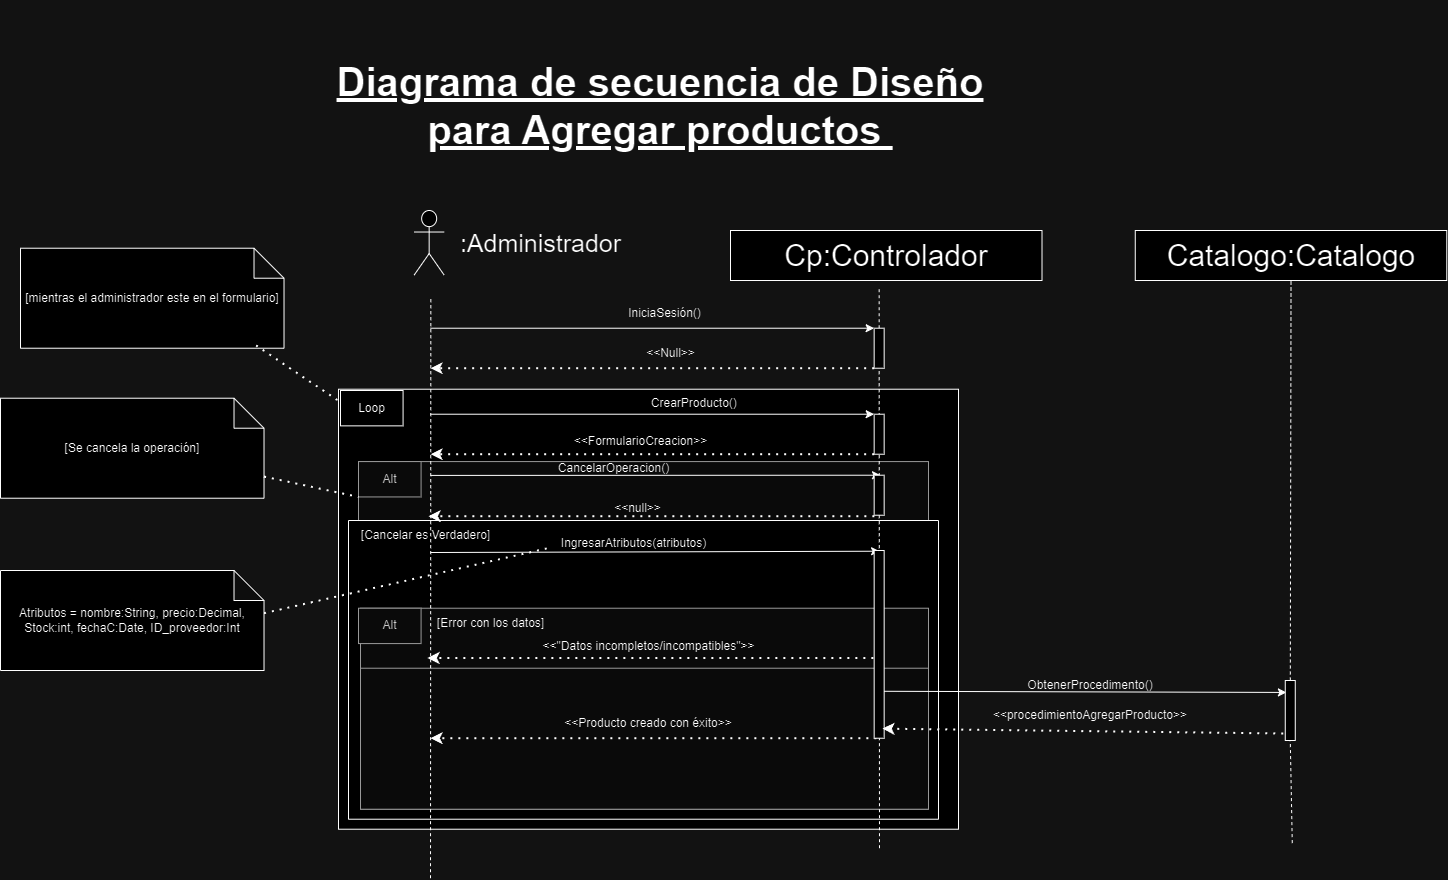 Diagrama de secuencia de Diseño
para Agregar productos
:Administrador
Cp:Controlador
Catalogo:Catalogo
[mientras el administrador este en el formulario]
IniciaSesión()
<<Null>>
Loop
CrearProducto()
<<FormularioCreacion>>
[Se cancela la operación]
Alt
CancelarOperacion()
<<null>>
[Cancelar es Verdadero]
IngresarAtributos(atributos)
Atributos = nombre:String, precio:Decimal,
Stock:int, fechaC:Date, ID_proveedor:Int
Alt
[Error con los datos]
<<"Datos incompletos/incompatibles">>
ObtenerProcedimento()
<<procedimientoAgregarProducto>>
<<Producto creado con éxito>>